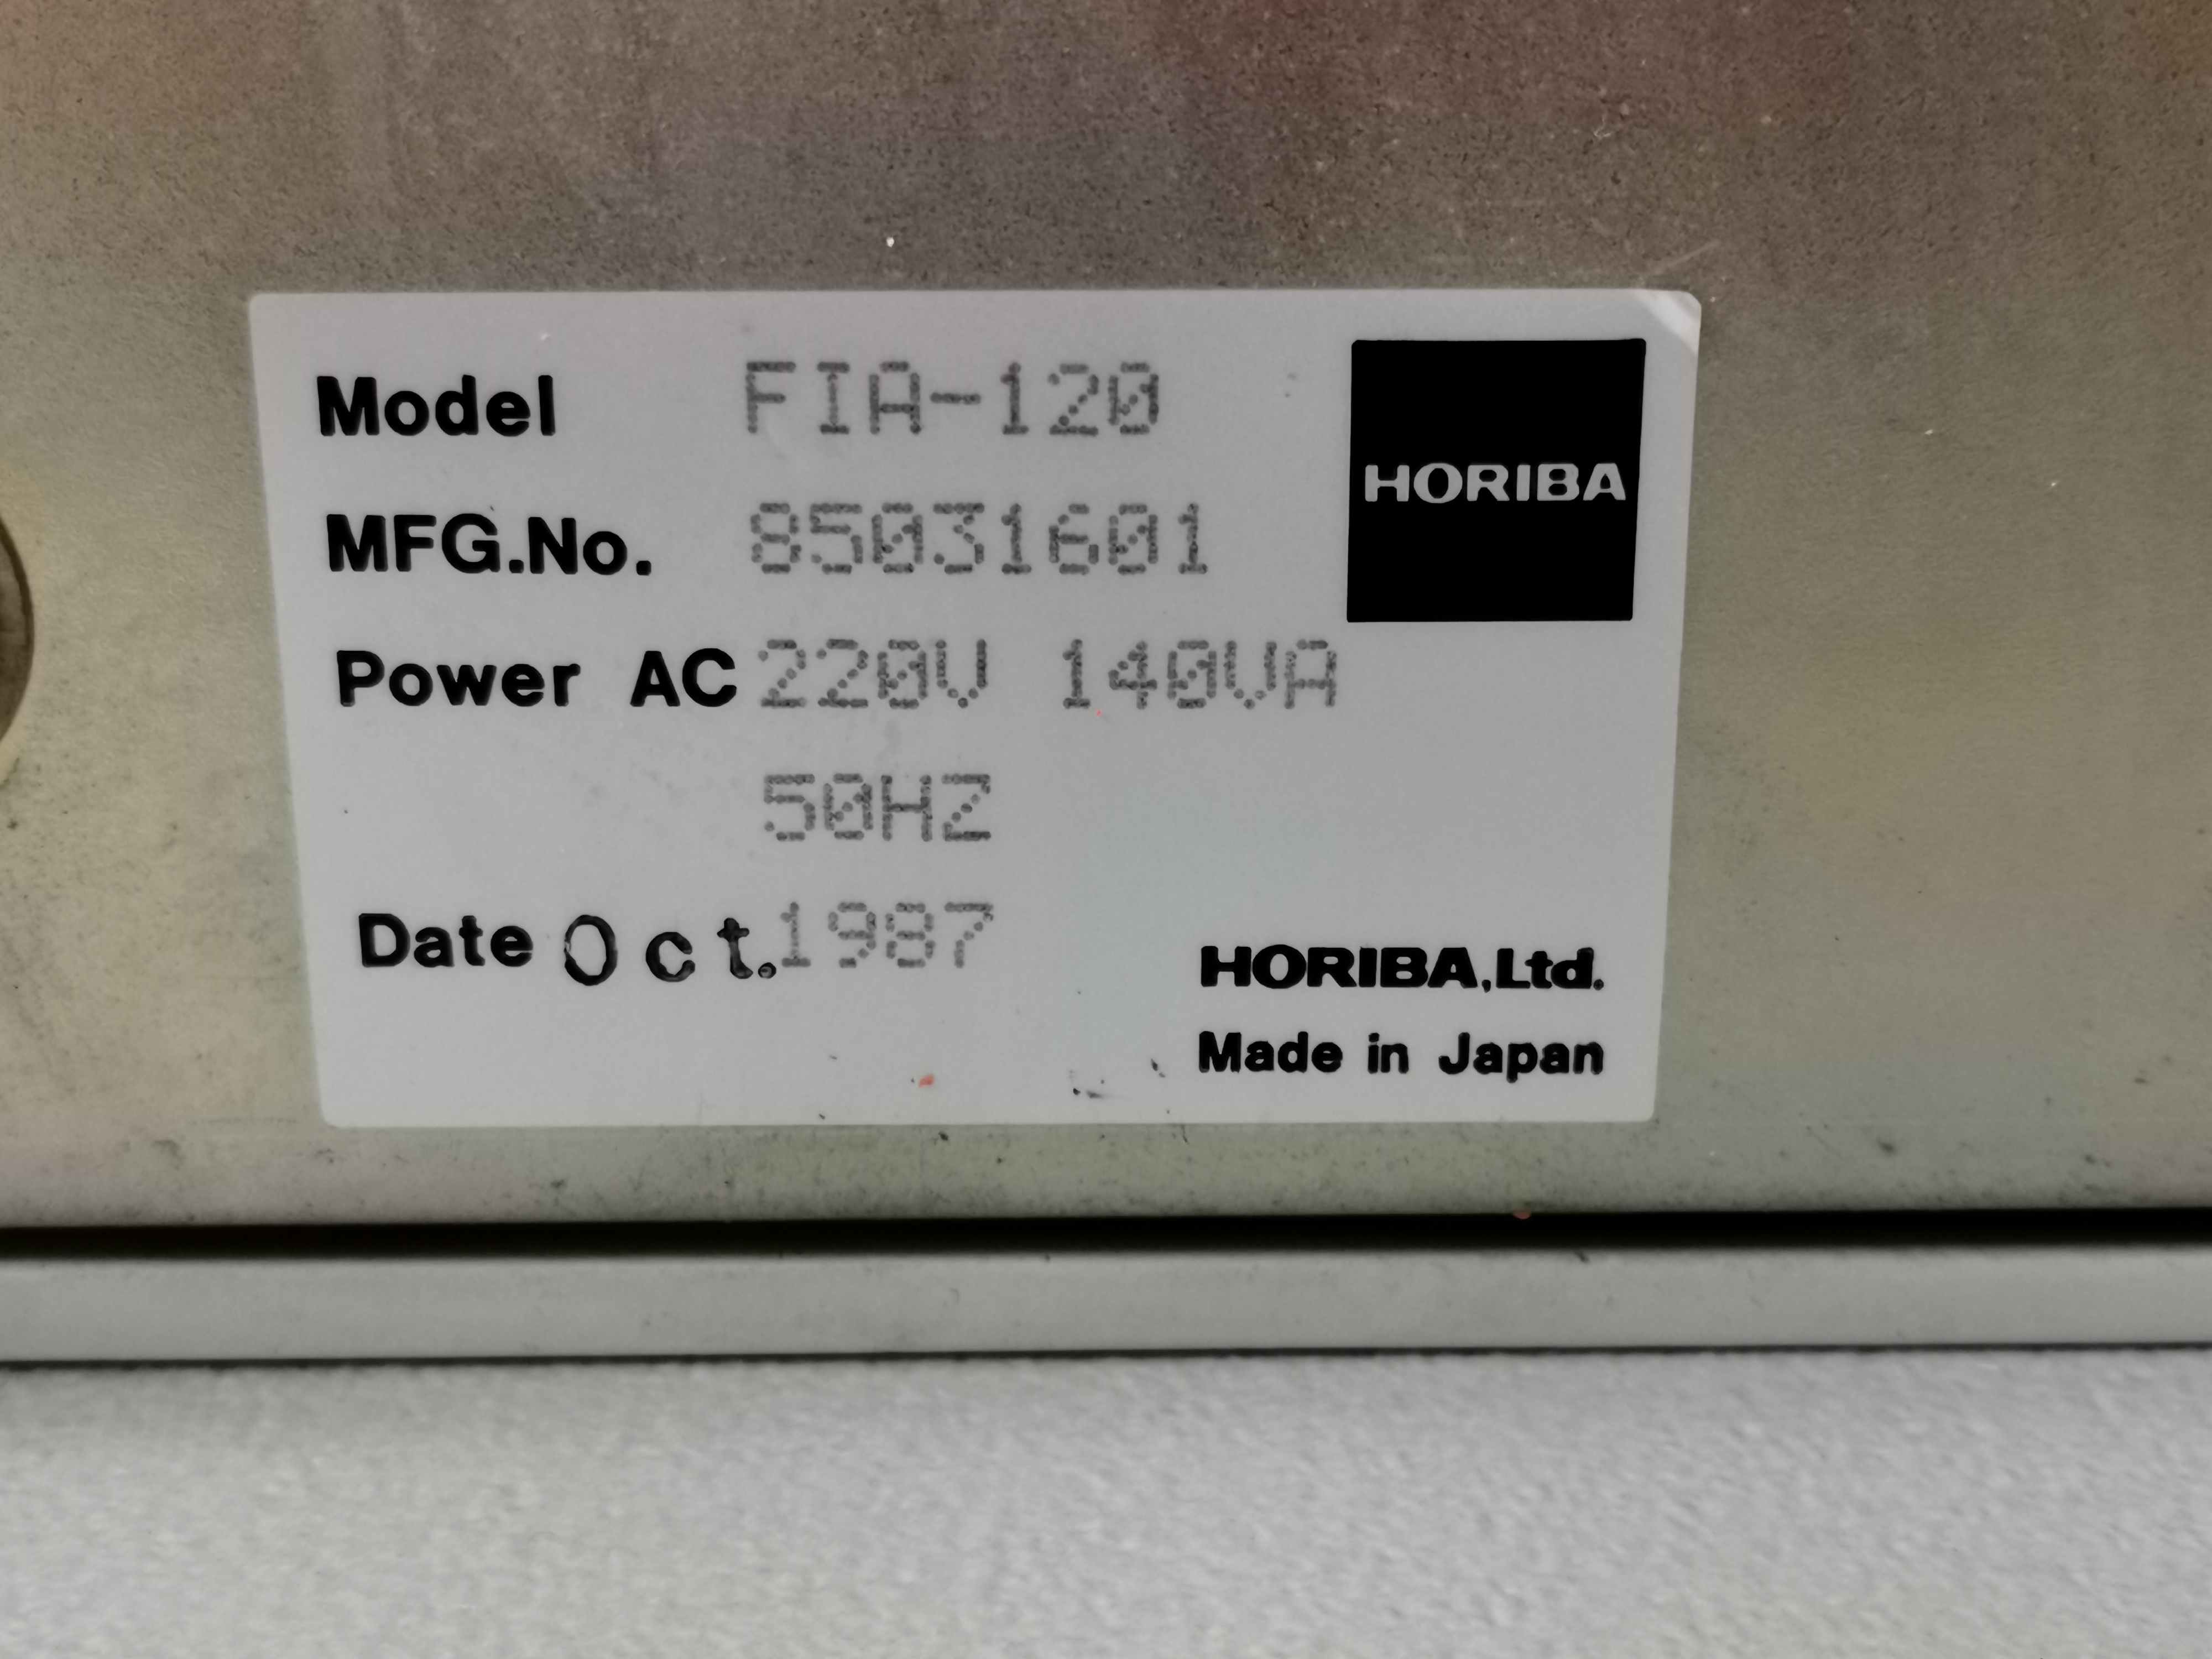 Model FIA-120
HORIBA
MFG.No. 85031601
Power AC 220V 140VA
50HZ
Date Oct.1987
HORIBA,Ltd.
Made in Japan